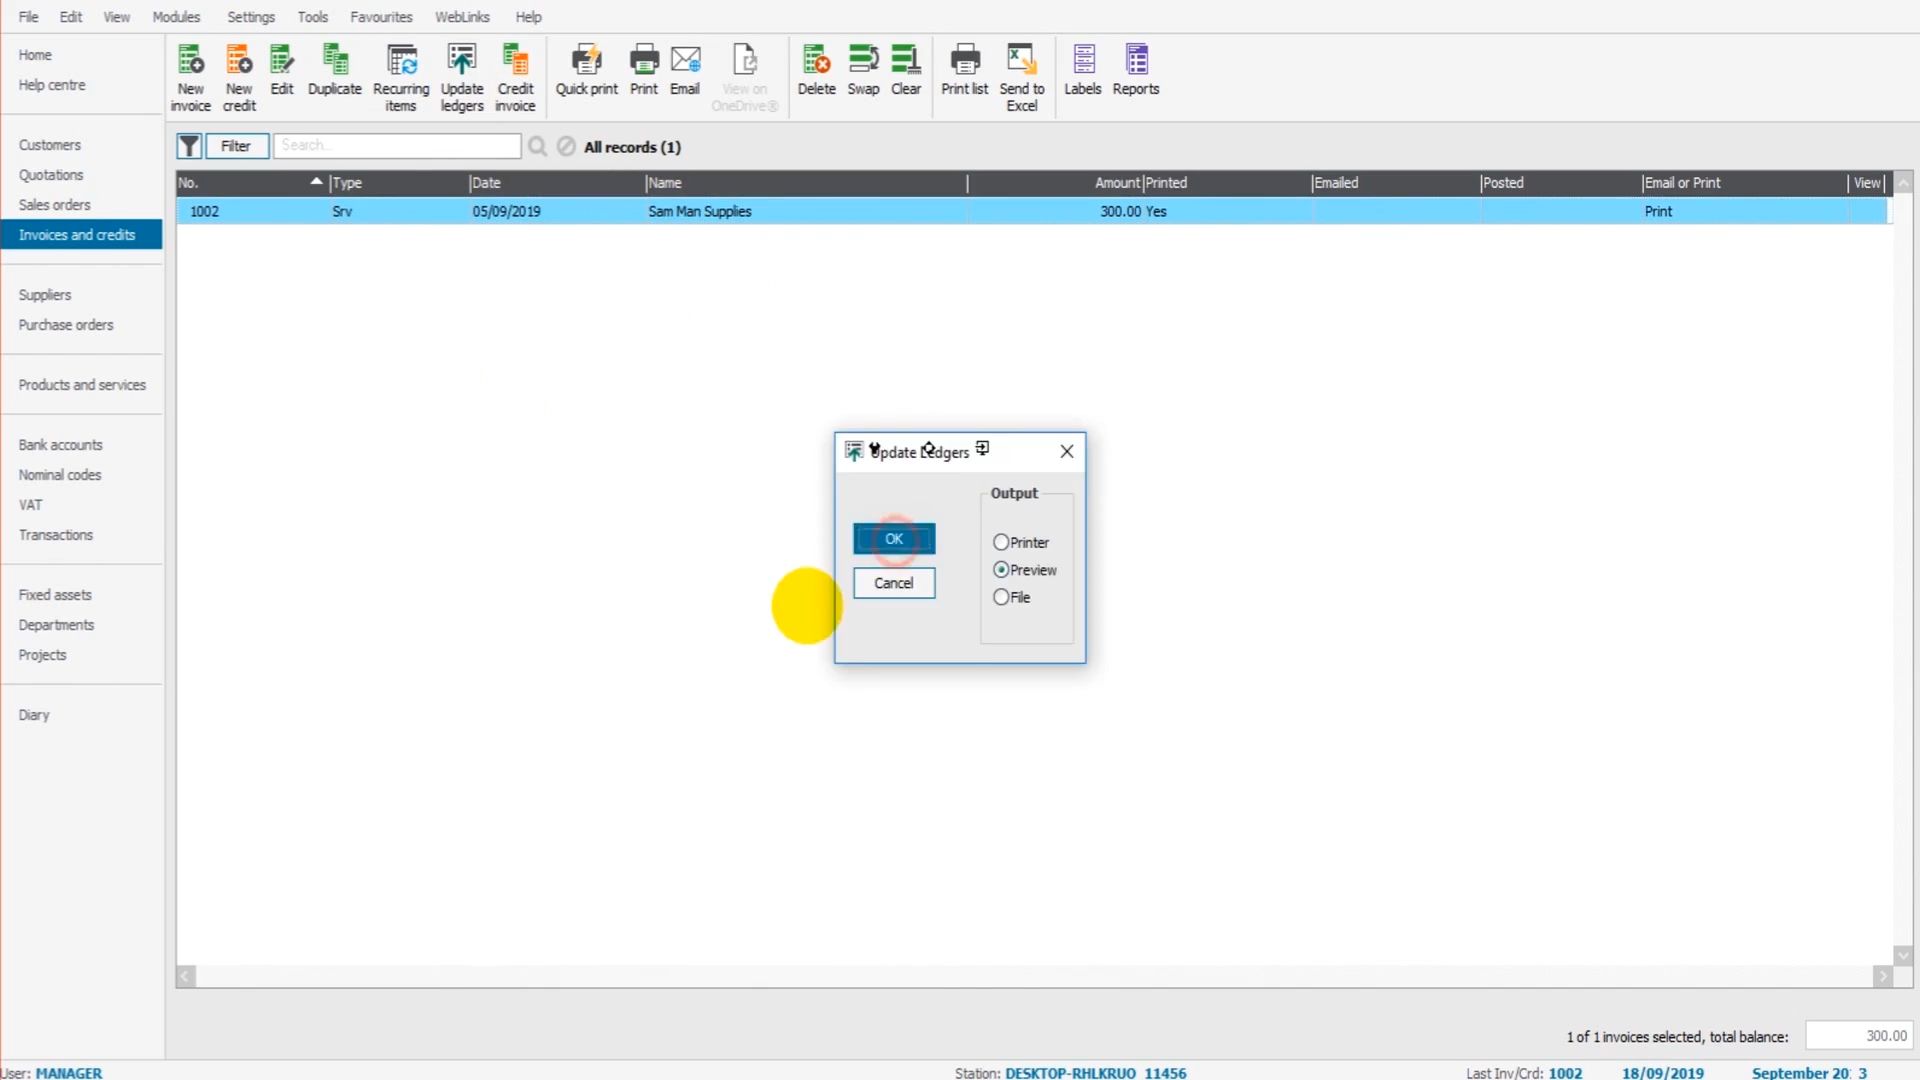 File Edit View Modules Settings Tools Favourites WebLinks Help
Home
Help centre
Customers
Quotations
Sales orders
Invoices and credits
Suppliers
Purchase orders
Products and services
Bank accounts
Nominal codes
VAT
Transactions
Fixed assets
Departments
Projects
Diary
New invoice
New credit
Edit
Duplicate
Recurring items
Update ledgers
Credit invoice
Quick print
Print
Email
View on OneDrive®
Delete
Swap
Clear
Print list
Send to Excel
Labels
Reports
Filter Search... All records (1)
No. Type Date Name Amount Printed Emailed Posted Email or Print View
1002 Srv 05/09/2019 Sam Man Supplies 300.00 Yes Print
Update Ledgers
Output
OK
Cancel
Printer
Preview
File
1 of 1 invoices selected, total balance: 300.00
User: MANAGER Station: DESKTOP-RHLKRUO 11456 Last Inv/Crd: 1002 18/09/2019 September